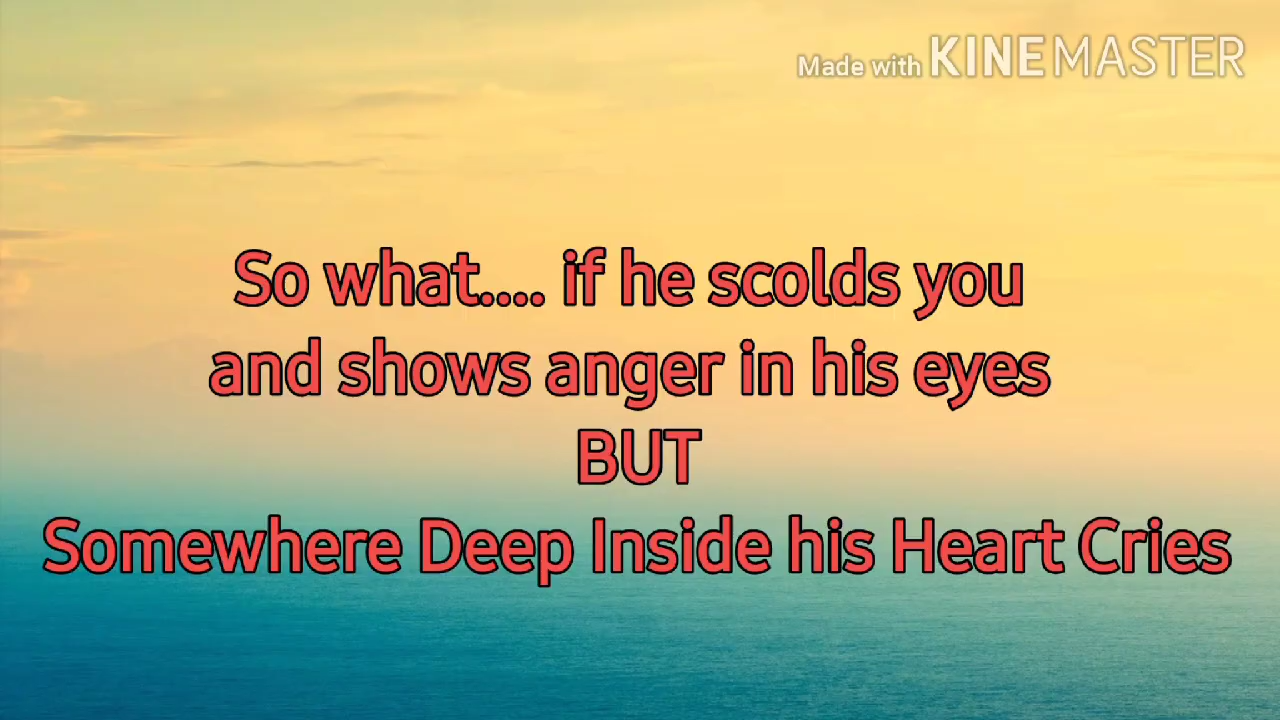 Made with KINEMASTER
So what.... if he scolds you
and shows anger in his eyes
BUT
Somewhere Deep Inside his Heart Cries